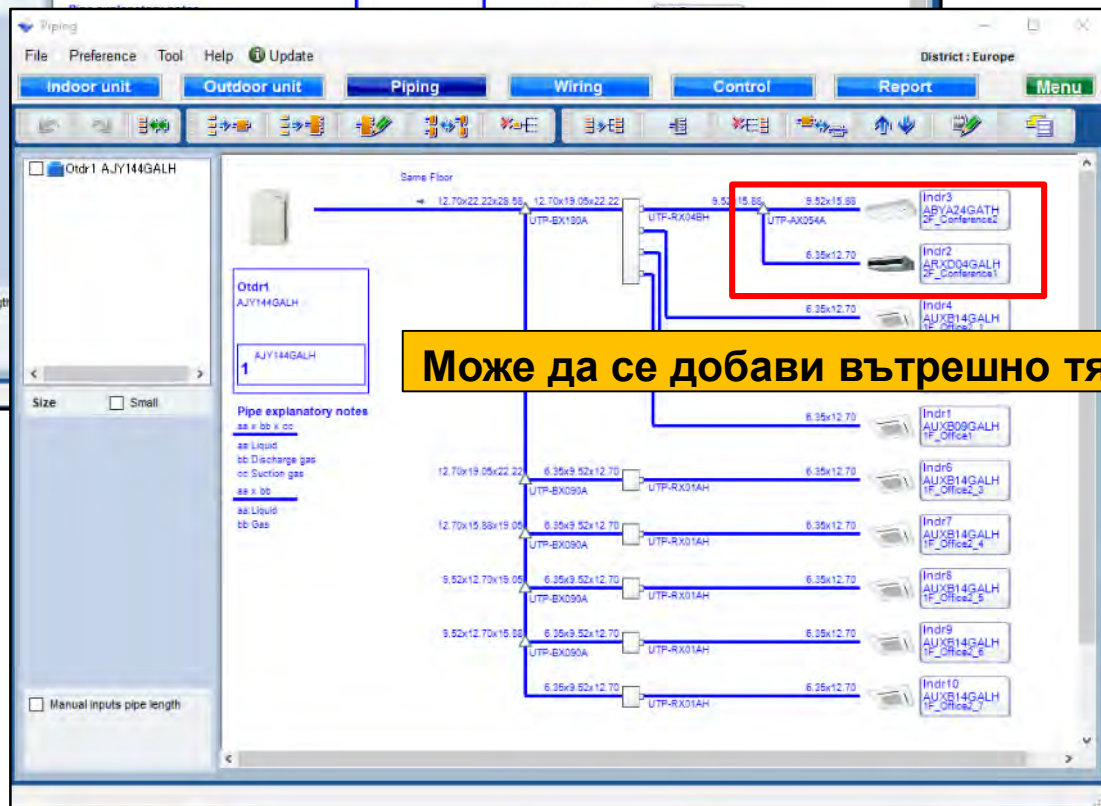 Pipe explanatory notes
Piping
File Preference Tool Help Update
District : Europe
Indoor unit Outdoor unit Piping Wiring Control Report Menu
Otdr1 AJY144GALH
Size Small
Manual inputs pipe length
Same Floor
12.70x22.22x28.58 12.70x19.05x22.22 9.52x15.88 9.52x15.88
UTP-BX180A UTP-RX04BH UTP-AX054A
Indr3
ABYA24GATH
2F_Conference2
6.35x12.70
Indr2
ARXD04GALH
2F_Conference1
Otdr1
AJY144GALH
AJY144GALH
1
6.35x12.70
Indr4
AUXB14GALH
1F_Office2_1
Може да се добави вътрешно тя
Pipe explanatory notes
aa x bb x cc
aa:Liquid
bb:Discharge gas
cc:Suction gas
aa x bb
aa:Liquid
bb:Gas
6.35x12.70
Indr1
AUXB09GALH
1F_Office1
12.70x19.05x22.22 6.35x9.52x12.70 6.35x12.70
UTP-BX090A UTP-RX01AH
Indr6
AUXB14GALH
1F_Office2_3
12.70x15.88x19.05 6.35x9.52x12.70 6.35x12.70
UTP-BX090A UTP-RX01AH
Indr7
AUXB14GALH
1F_Office2_4
9.52x12.70x19.05 6.35x9.52x12.70 6.35x12.70
UTP-BX090A UTP-RX01AH
Indr8
AUXB14GALH
1F_Office2_5
9.52x12.70x15.88 6.35x9.52x12.70 6.35x12.70
UTP-BX090A UTP-RX01AH
Indr9
AUXB14GALH
1F_Office2_6
6.35x9.52x12.70 6.35x12.70
UTP-RX01AH
Indr10
AUXB14GALH
1F_Office2_7